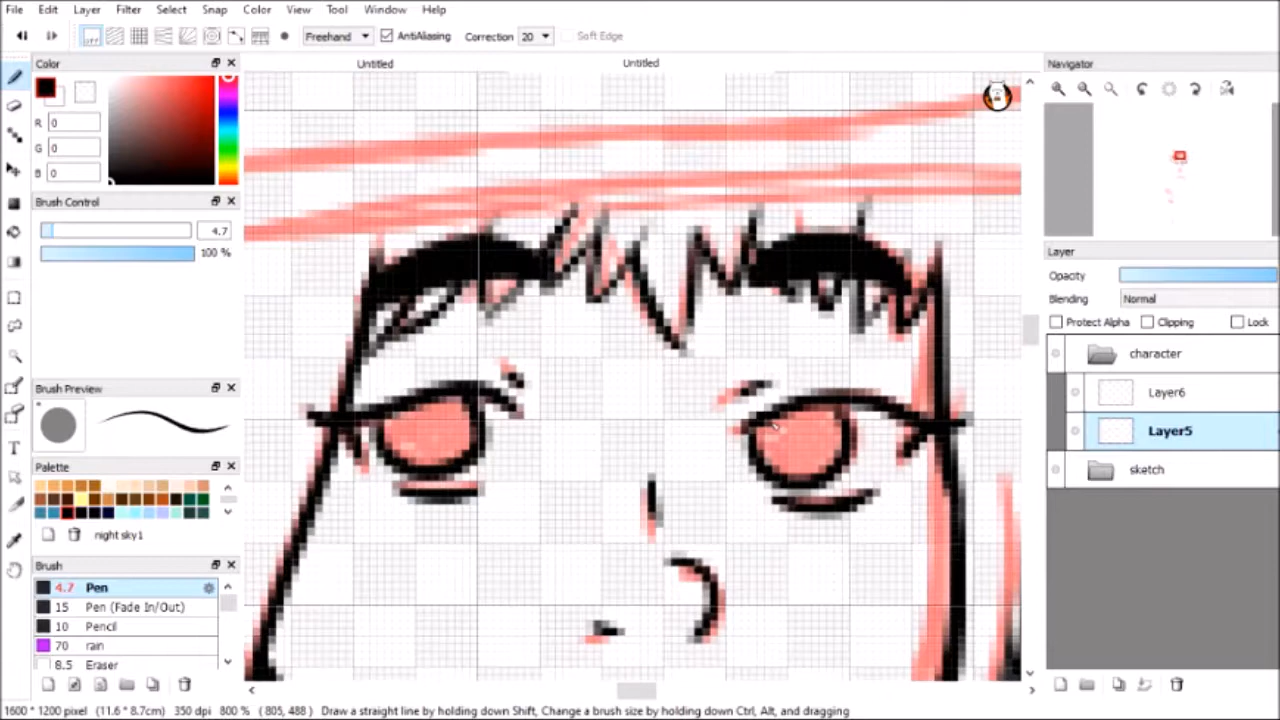 File Edit Layer Filter Select Snap Color View Tool Window Help
OFF Freehand AntiAliasing Correction 20 Soft Edge
Color
R 0
G 0
B 0
Brush Control
4.7
100 %
Brush Preview
Palette
night sky1
Brush
4.7 Pen
15 Pen (Fade In/Out)
10 Pencil
70 rain
8.5 Eraser
Untitled Untitled
Navigator
Layer
Opacity
Blending Normal
Protect Alpha Clipping Lock
character
Layer6
Layer5
sketch
1600 * 1200 pixel (11.6 * 8.7cm) 350 dpi 800 % ( 805, 488 ) Draw a straight line by holding down Shift, Change a brush size by holding down Ctrl, Alt, and dragging